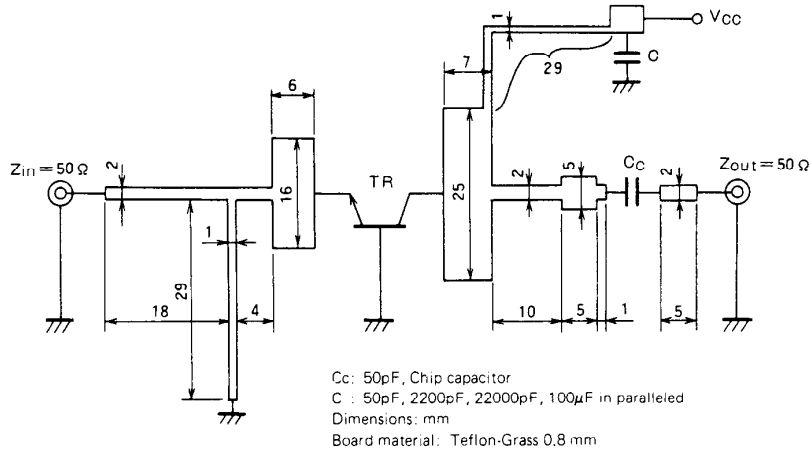 1
VCC
7
29
C
6
Zin=50Ω
2
16
TR
25
2
5
CC
2
Zout=50Ω
1
29
18
4
10
5
1
5
Cc: 50pF, Chip capacitor
C : 50pF, 2200pF, 22000pF, 100μF in paralleled
Dimensions: mm
Board material: Teflon-Grass 0.8 mm